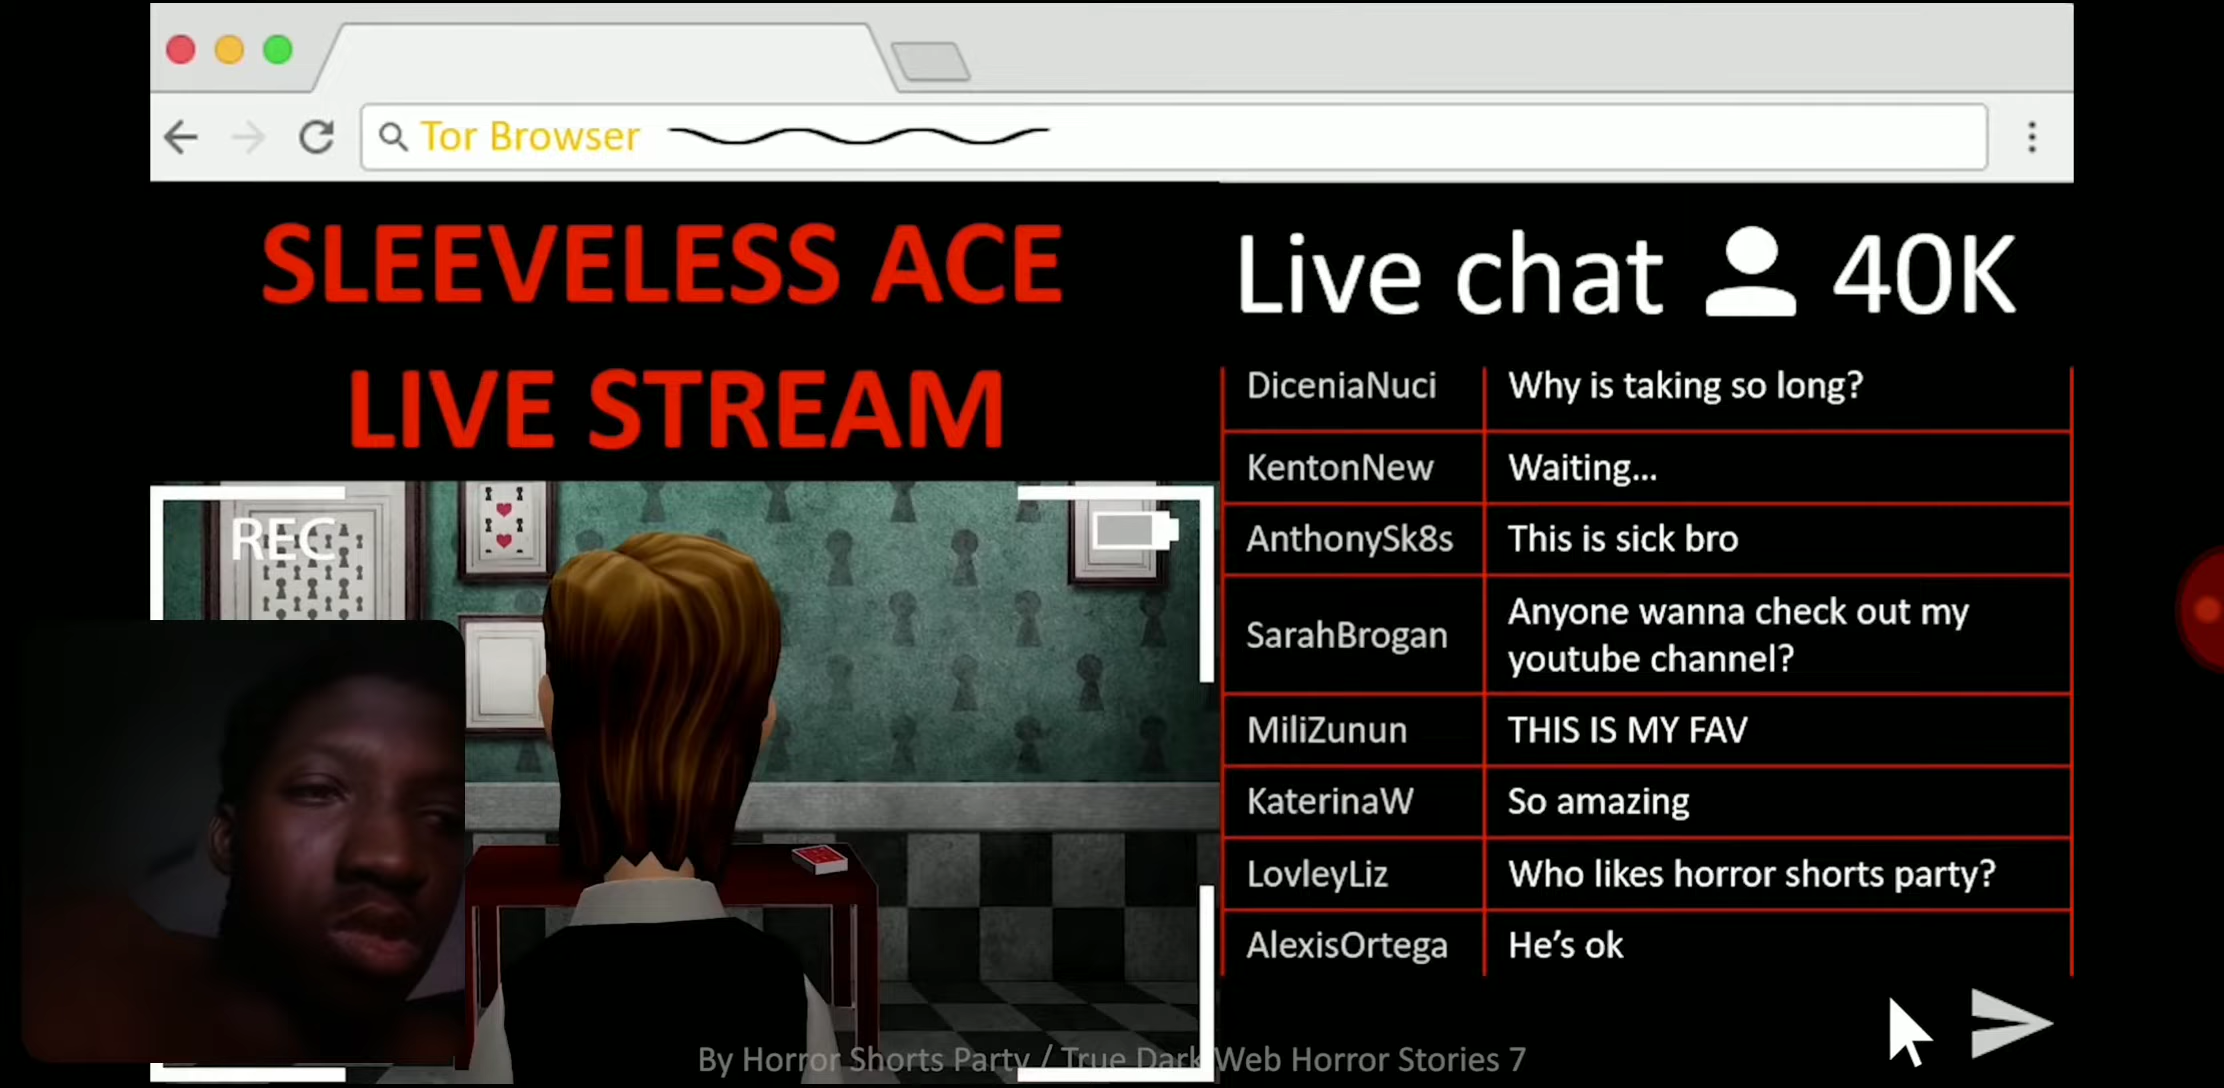 Tor Browser
SLEEVELESS ACE
LIVE STREAM
REC
Live chat 40K
DiceniaNuci Why is taking so long?
KentonNew Waiting...
AnthonySk8s This is sick bro
SarahBrogan Anyone wanna check out my
youtube channel?
MiliZunun THIS IS MY FAV
KaterinaW So amazing
LovleyLiz Who likes horror shorts party?
AlexisOrtega He’s ok
By Horror Shorts Party / True Dark Web Horror Stories 7